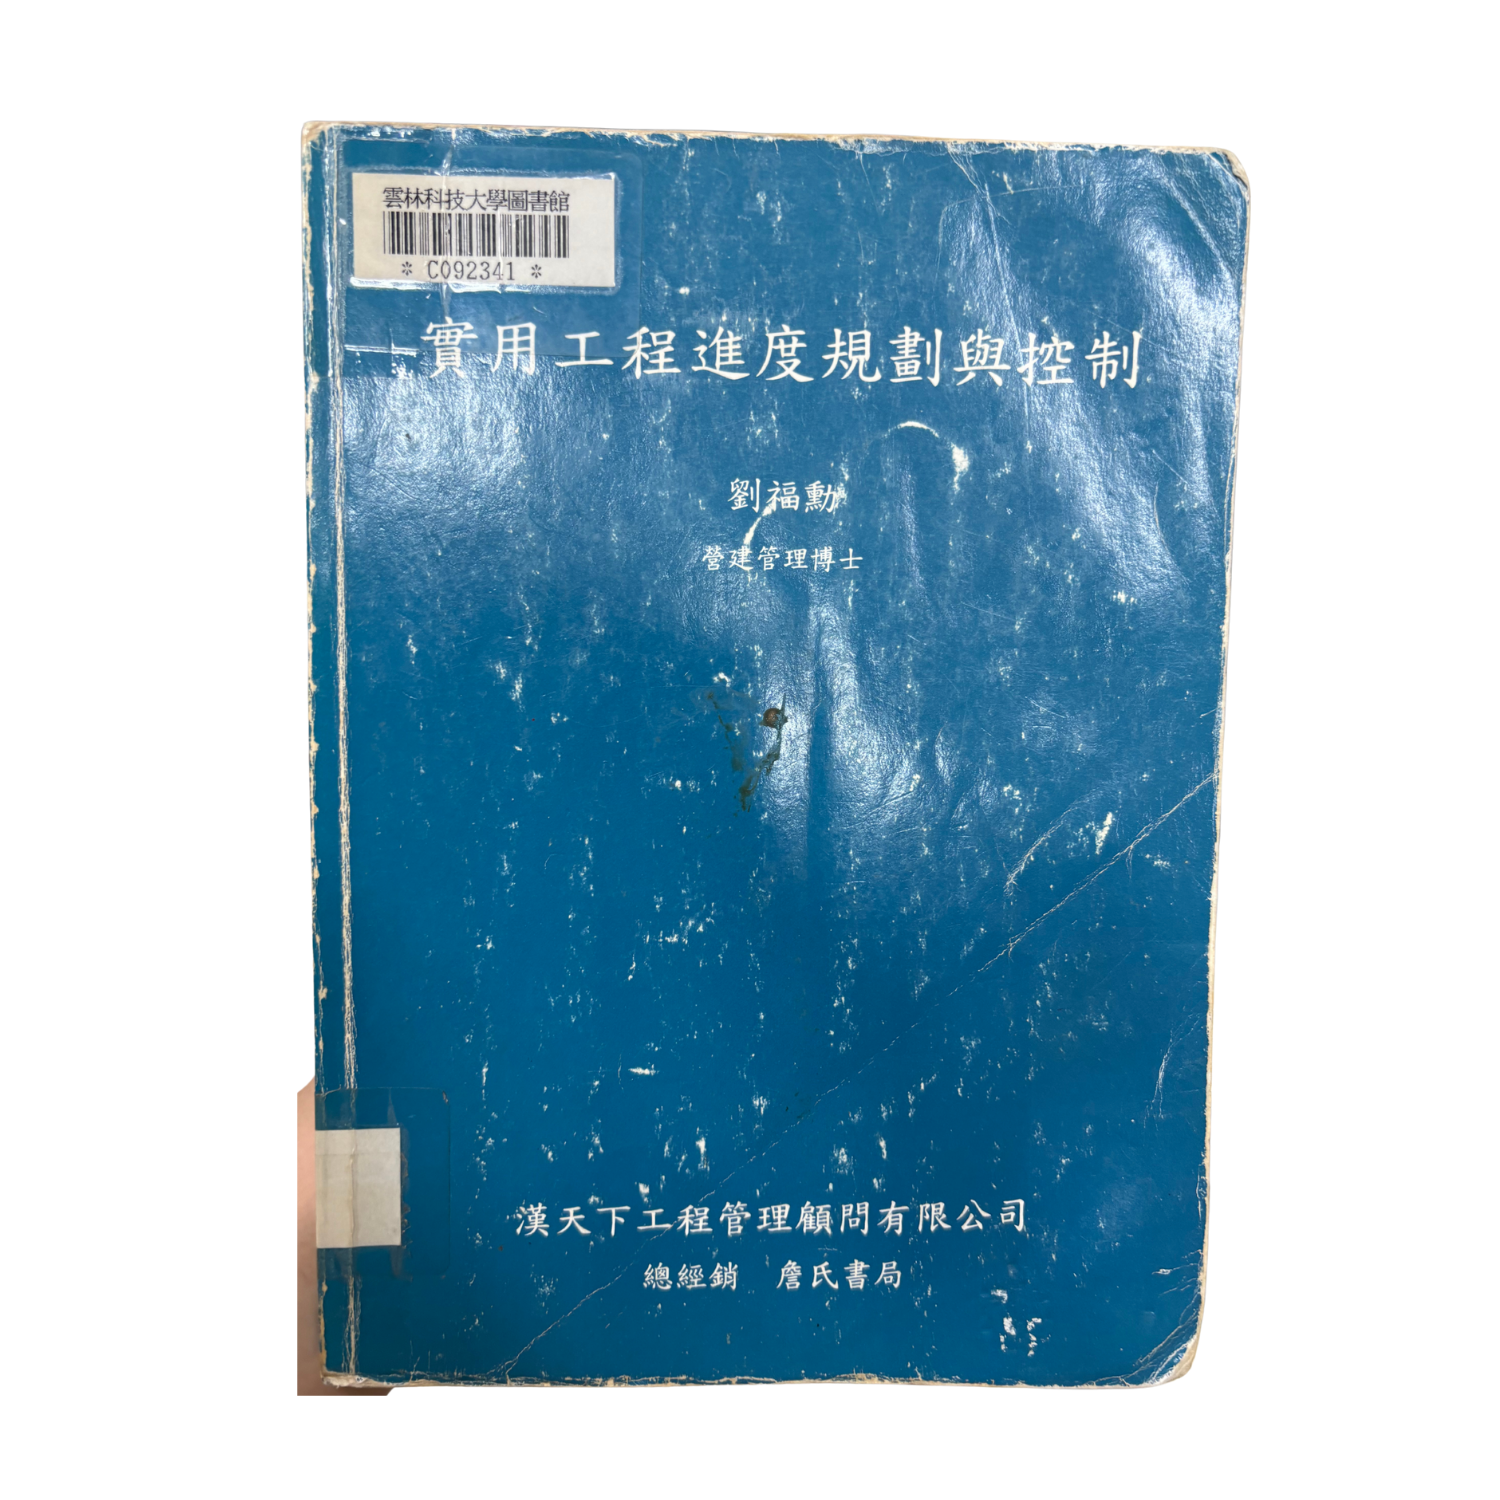 雲林科技大學圖書館
* C092341 *
實用工程進度規劃與控制
劉福勳
營建管理博士
漢天下工程管理顧問有限公司
總經銷 詹氏書局